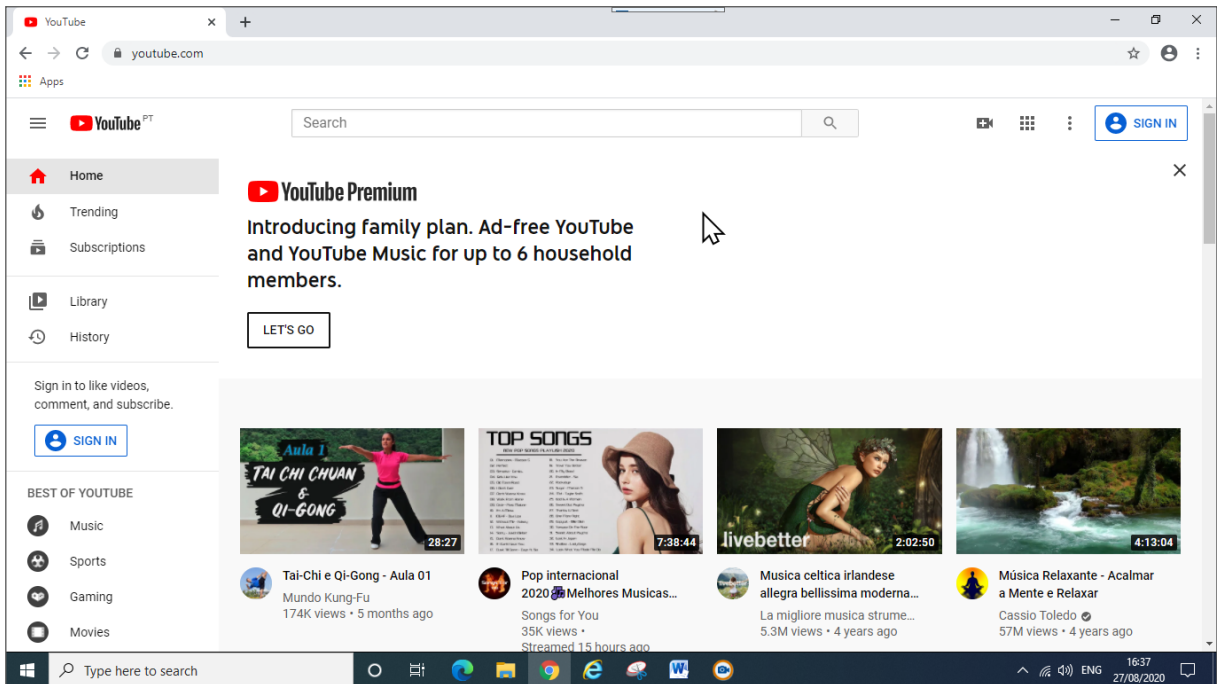 YouTube
youtube.com
Apps
YouTube PT
Search
SIGN IN
Home
Trending
Subscriptions
Library
History
Sign in to like videos,
comment, and subscribe.
SIGN IN
BEST OF YOUTUBE
Music
Sports
Gaming
Movies
YouTube Premium
Introducing family plan. Ad-free YouTube
and YouTube Music for up to 6 household
members.
LET'S GO
Aula 1
TAI CHI CHUAN
&
QI-GONG
28:27
Tai-Chi e Qi-Gong - Aula 01
Mundo Kung-Fu
174K views • 5 months ago
TOP SONGS
7:38:44
Pop internacional
2020 Melhores Musicas...
Songs for You
35K views •
Streamed 15 hours ago
livebetter
2:02:50
Musica celtica irlandese
allegra bellissima moderna...
La migliore musica strume...
5.3M views • 4 years ago
4:13:04
Música Relaxante - Acalmar
a Mente e Relaxar
Cassio Toledo
57M views • 4 years ago
Type here to search
ENG
16:37
27/08/2020